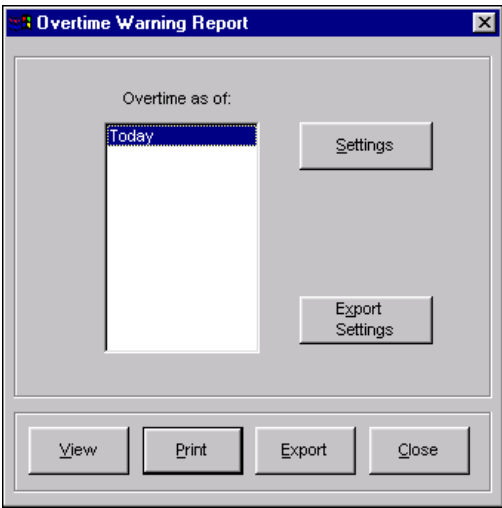 Overtime Warning Report
Overtime as of:
Today
Settings
Export
Settings
View
Print
Export
Close